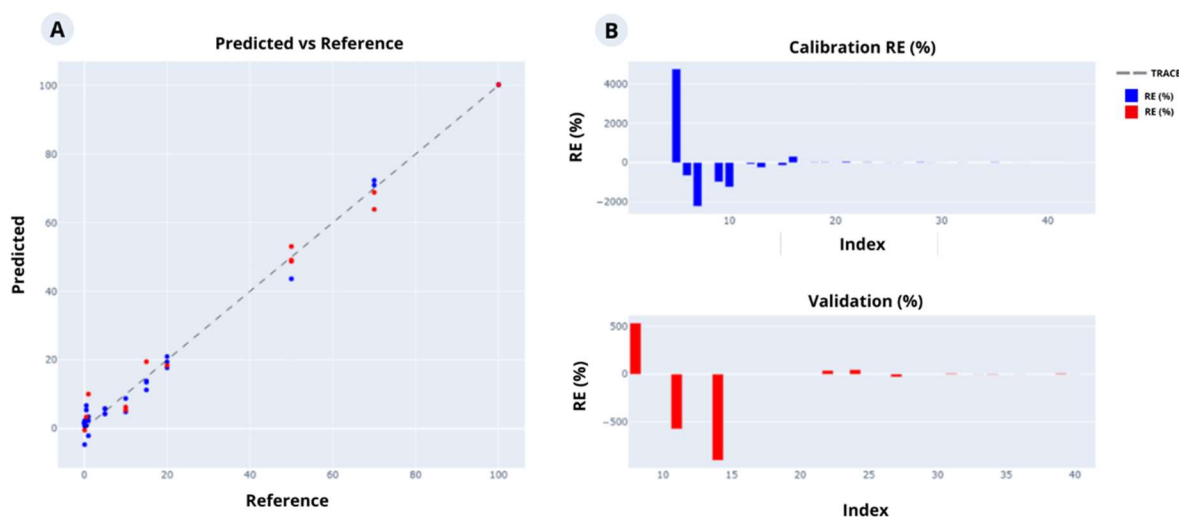 A
Predicted vs Reference
100
80
60
40
20
0
Predicted
0 20 40 60 80 100
Reference
B
Calibration RE (%)
4000
2000
0
−2000
RE (%)
10 20 30 40
Index
TRACE
RE (%)
RE (%)
Validation (%)
500
0
−500
RE (%)
10 15 20 25 30 35 40
Index